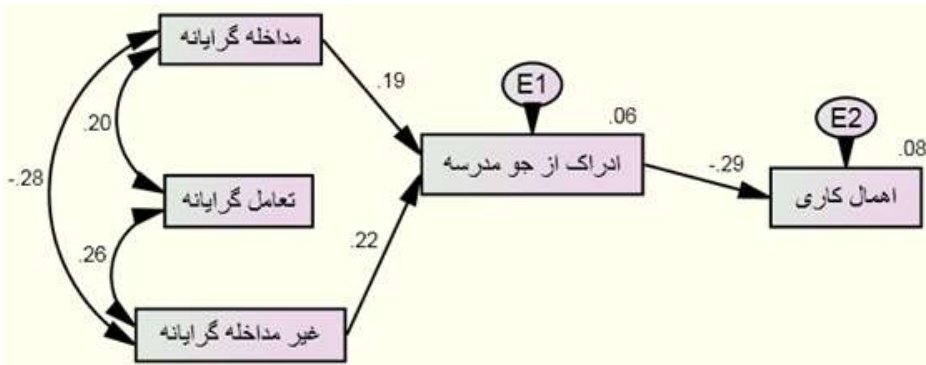 مداخله گرایانه
.19
E1
.06
E2
.20
ادراک از جو مدرسه
.08
-.28
تعامل گرایانه
-.29
اهمال کاری
.26
.22
غیر مداخله گرایانه